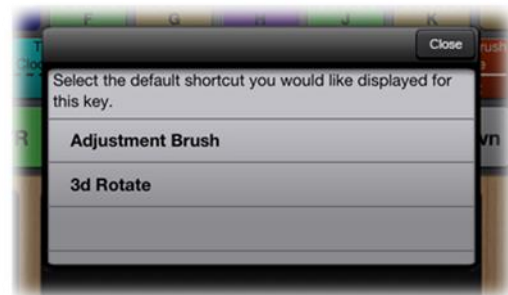 F G H J K
Close
Select the default shortcut you would like displayed for
this key.
Adjustment Brush
3d Rotate